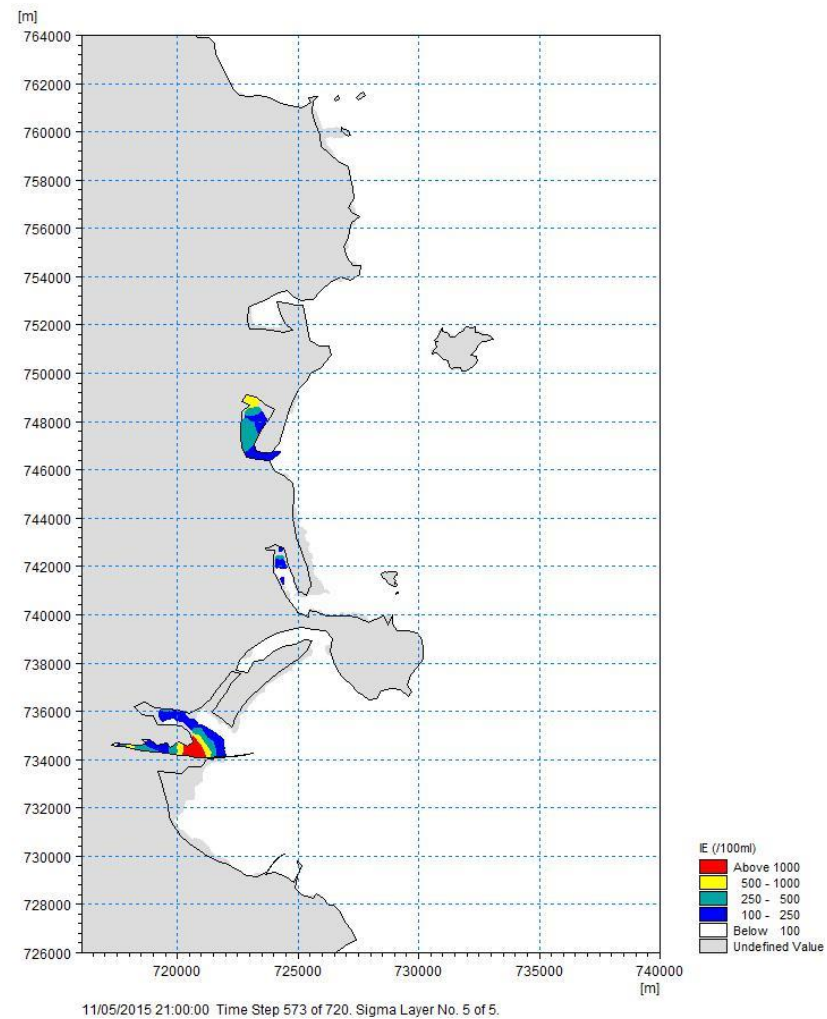 [m]
764000
762000
760000
758000
756000
754000
752000
750000
748000
746000
744000
742000
740000
738000
736000
734000
732000
730000
728000
726000
720000 725000 730000 735000 740000
[m]
IE (/100ml)
Above 1000
500 - 1000
250 - 500
100 - 250
Below 100
Undefined Value
11/05/2015 21:00:00 Time Step 573 of 720. Sigma Layer No. 5 of 5.